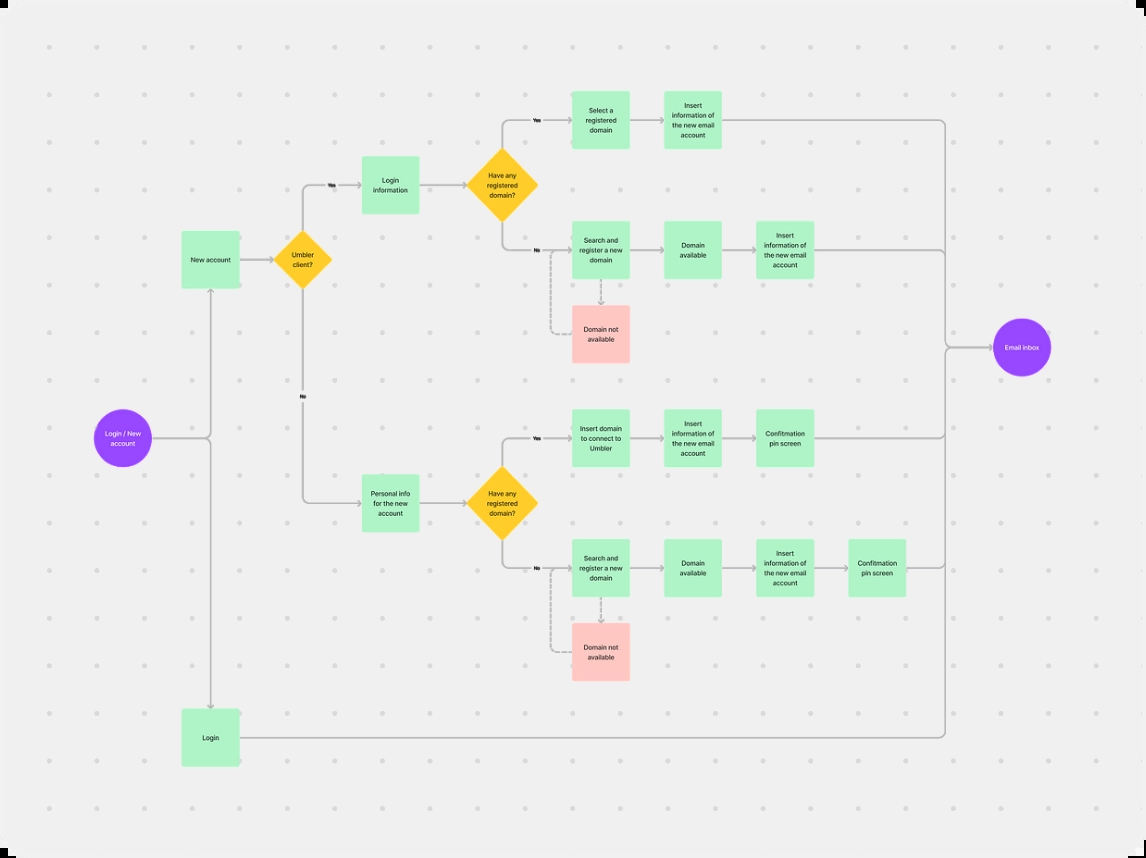 Yes
Select a
registered
domain
Insert
information of
the new email
account
Yes
Login
information
Have any
registered
domain?
No
Search and
register a new
domain
Domain
available
Insert
information of
the new email
account
New account
Umbler
client?
Domain not
available
Email inbox
No
Login / New
account
Yes
Insert domain
to connect to
Umbler
Insert
information of
the new email
account
Confitmation
pin screen
Personal info
for the new
account
Have any
registered
domain?
No
Search and
register a new
domain
Domain
available
Insert
information of
the new email
account
Confitmation
pin screen
Domain not
available
Login